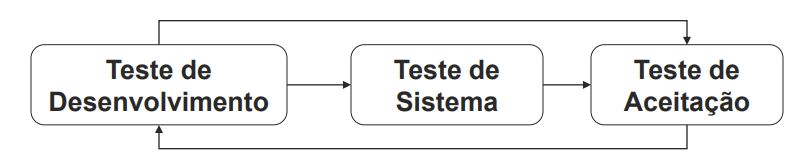 Teste de
Desenvolvimento
Teste de
Sistema
Teste de
Aceitação